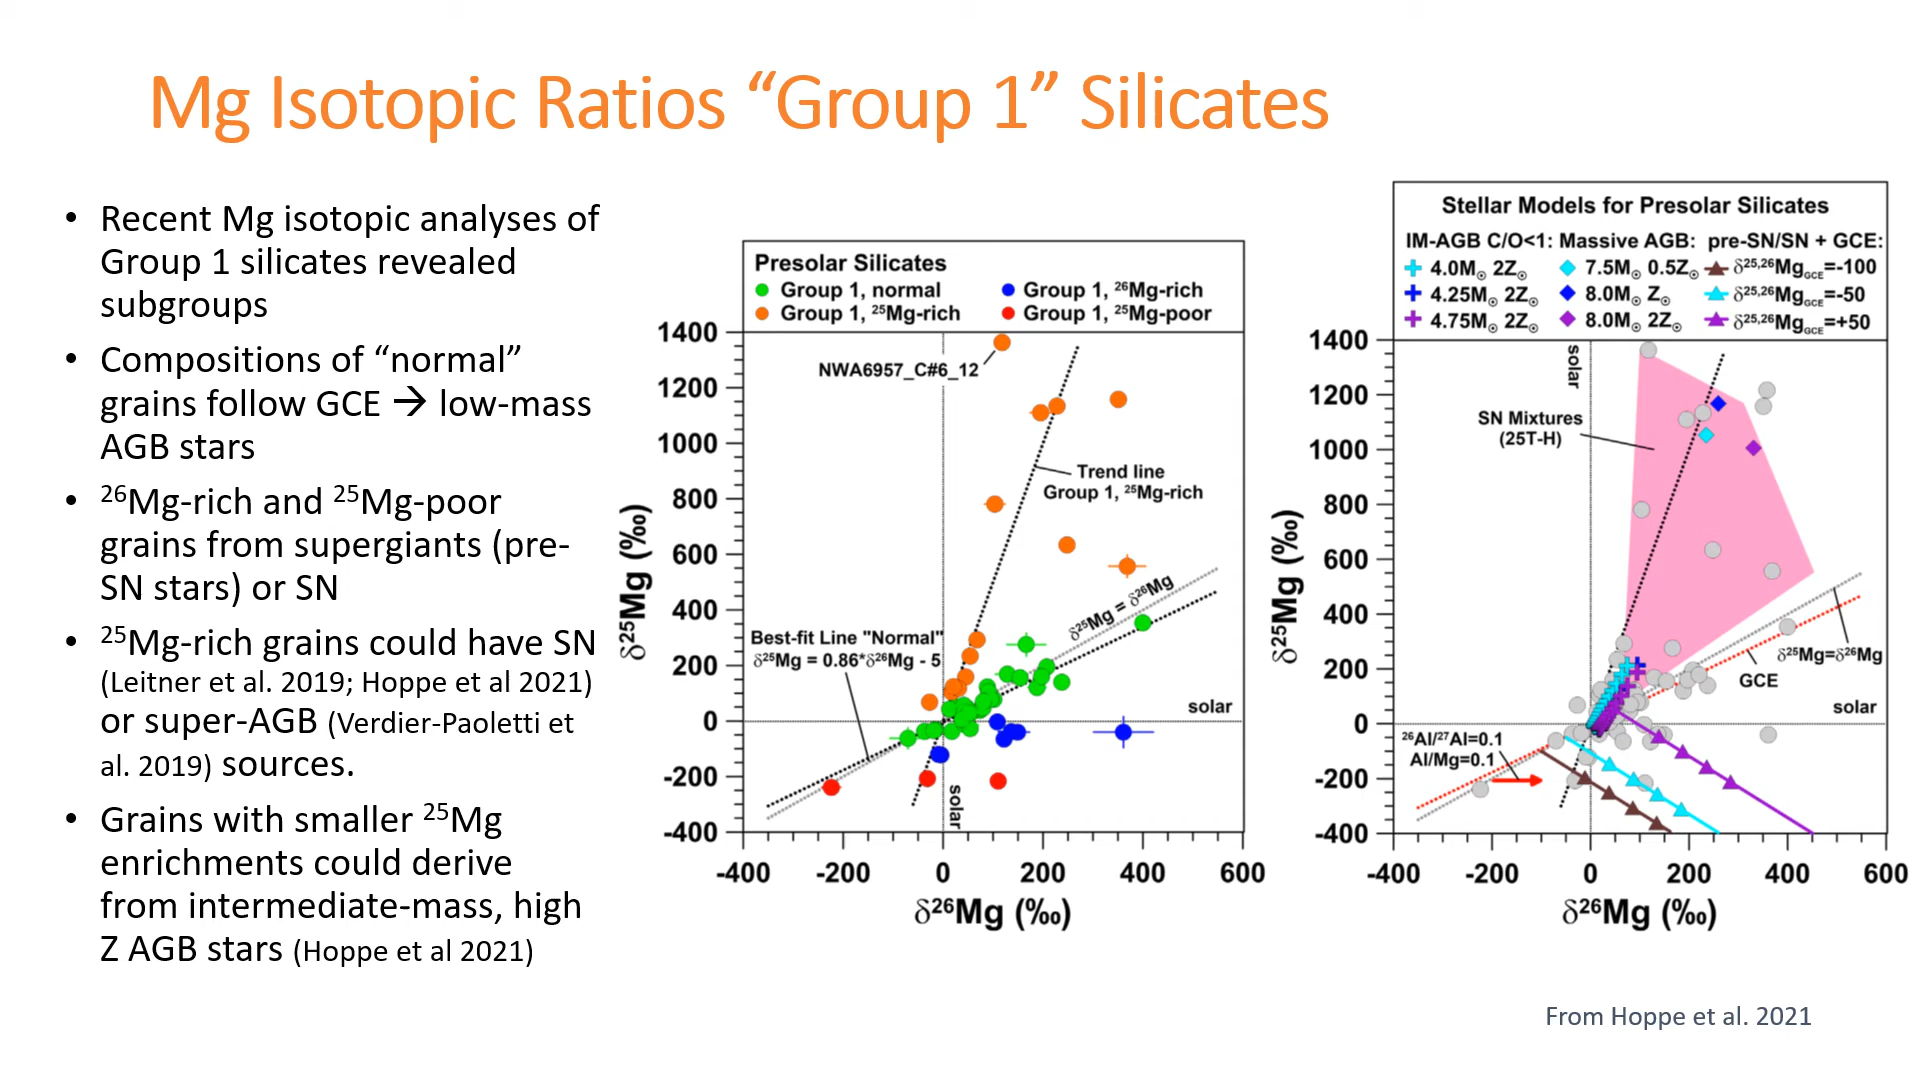 Mg Isotopic Ratios “Group 1” Silicates
• Recent Mg isotopic analyses of
Group 1 silicates revealed
subgroups
• Compositions of “normal”
grains follow GCE → low-mass
AGB stars
• ²⁶Mg-rich and ²⁵Mg-poor
grains from supergiants (pre-
SN stars) or SN
• ²⁵Mg-rich grains could have SN
(Leitner et al. 2019; Hoppe et al 2021)
or super-AGB (Verdier-Paoletti et
al. 2019) sources.
• Grains with smaller ²⁵Mg
enrichments could derive
from intermediate-mass, high
Z AGB stars (Hoppe et al 2021)
Presolar Silicates
Group 1, normal
Group 1, ²⁵Mg-rich
Group 1, ²⁶Mg-rich
Group 1, ²⁵Mg-poor
1400
1200
1000
800
600
400
200
0
-200
-400
δ²⁵Mg (‰)
NWA6957_C#6_12
Trend line
Group 1, ²⁵Mg-rich
δ²⁵Mg = δ²⁶Mg
Best-fit Line "Normal"
δ²⁵Mg = 0.86*δ²⁶Mg - 5
solar
solar
-400 -200 0 200 400 600
δ²⁶Mg (‰)
Stellar Models for Presolar Silicates
IM-AGB C/O<1: Massive AGB: pre-SN/SN + GCE:
4.0M☉ 2Z☉ 7.5M☉ 0.5Z☉ δ²⁵,²⁶Mg_GCE=-100
4.25M☉ 2Z☉ 8.0M☉ Z☉ δ²⁵,²⁶Mg_GCE=-50
4.75M☉ 2Z☉ 8.0M☉ 2Z☉ δ²⁵,²⁶Mg_GCE=+50
1400
1200
1000
800
600
400
200
0
-200
-400
δ²⁵Mg (‰)
solar
SN Mixtures
(25T-H)
δ²⁵Mg=δ²⁶Mg
GCE
solar
²⁶Al/²⁷Al=0.1
Al/Mg=0.1
-400 -200 0 200 400 600
δ²⁶Mg (‰)
From Hoppe et al. 2021